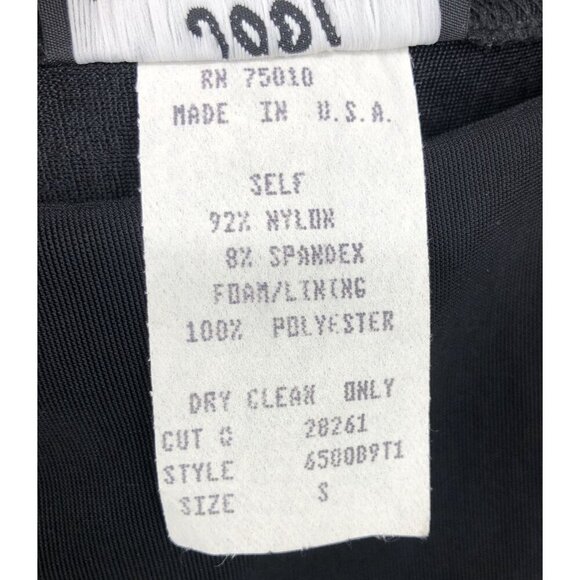 RN 75010
MADE IN U.S.A.
SELF
92% NYLON
8% SPANDEX
FOAM/LINING
100% POLYESTER
DRY CLEAN ONLY
CUT # 28261
STYLE 6580B9T1
SIZE S